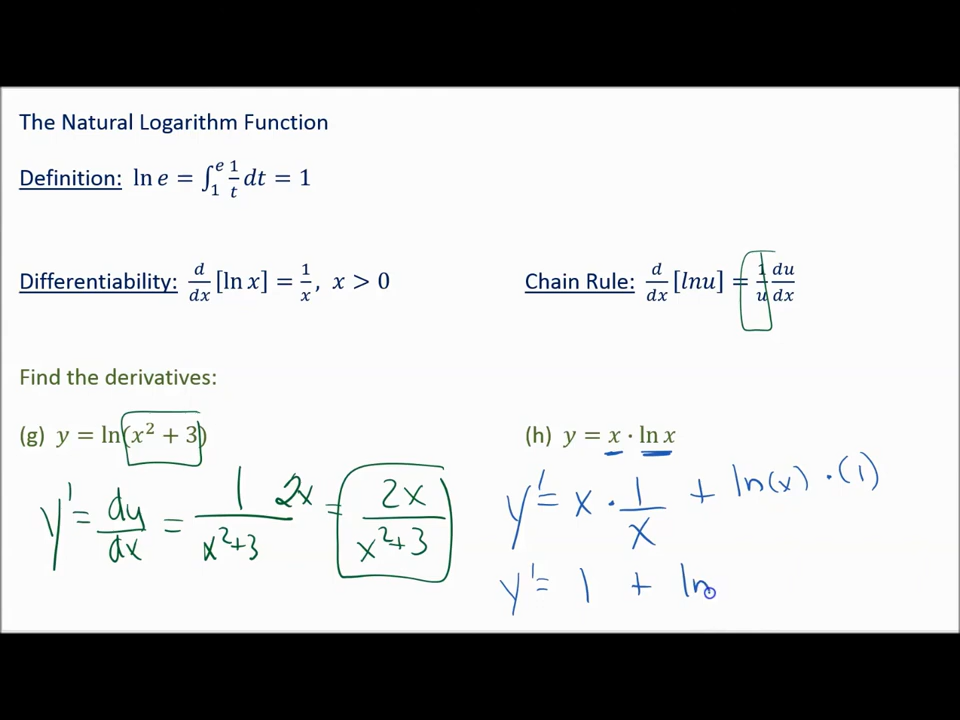 The Natural Logarithm Function
Definition: ln e = ∫₁ᵉ 1/t dt = 1
Differentiability: d/dx [ln x] = 1/x, x > 0
Chain Rule: d/dx [lnu] = 1/u du/dx
Find the derivatives:
(g) y = ln(x² + 3)
y' = dy/dx = 1/(x²+3) 2x = 2x/(x²+3)
(h) y = x · ln x
y' = x · 1/x + ln(x) · (1)
y' = 1 + ln